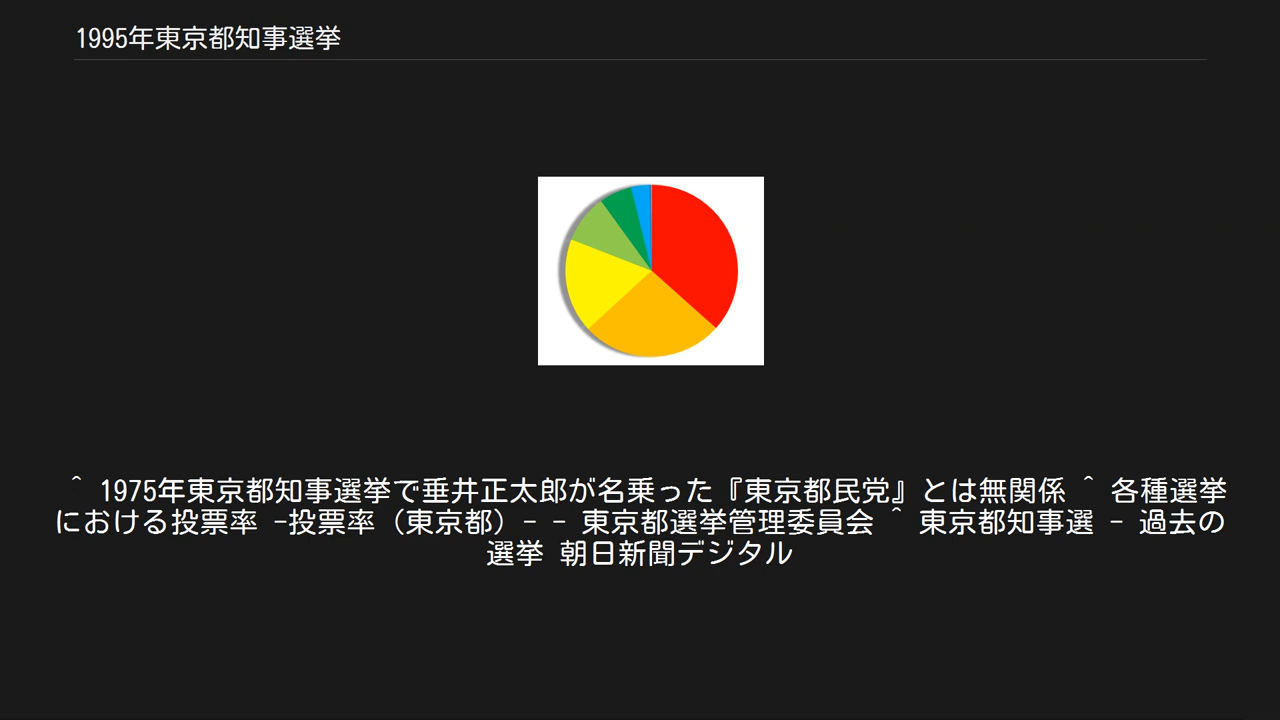 1995年東京都知事選挙
＾ 1975年東京都知事選挙で垂井正太郎が名乗った『東京都民党』とは無関係 ＾ 各種選挙
における投票率 -投票率（東京都）- - 東京都選挙管理委員会 ＾ 東京都知事選 - 過去の
選挙 朝日新聞デジタル